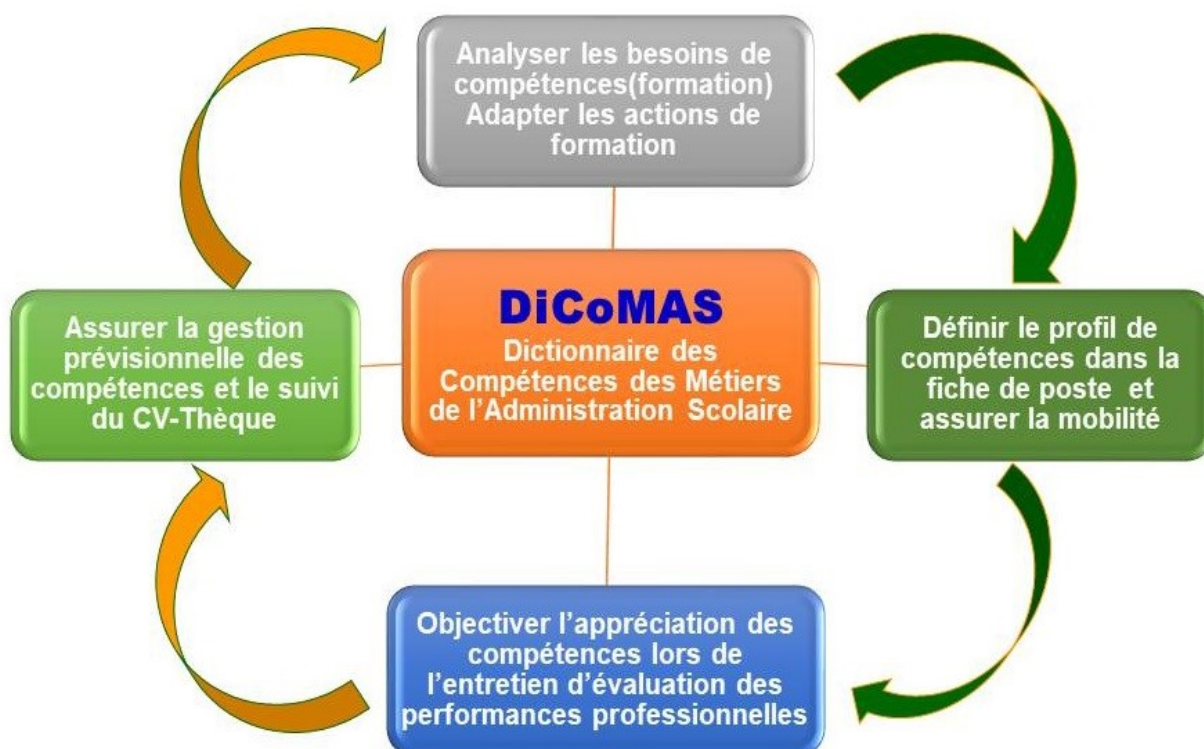 Analyser les besoins de
compétences(formation)
Adapter les actions de
formation
Assurer la gestion
prévisionnelle des
compétences et le suivi
du CV-Thèque
DiCoMAS
Dictionnaire des
Compétences des Métiers
de l’Administration Scolaire
Définir le profil de
compétences dans la
fiche de poste et
assurer la mobilité
Objectiver l’appréciation des
compétences lors de
l’entretien d’évaluation des
performances professionnelles